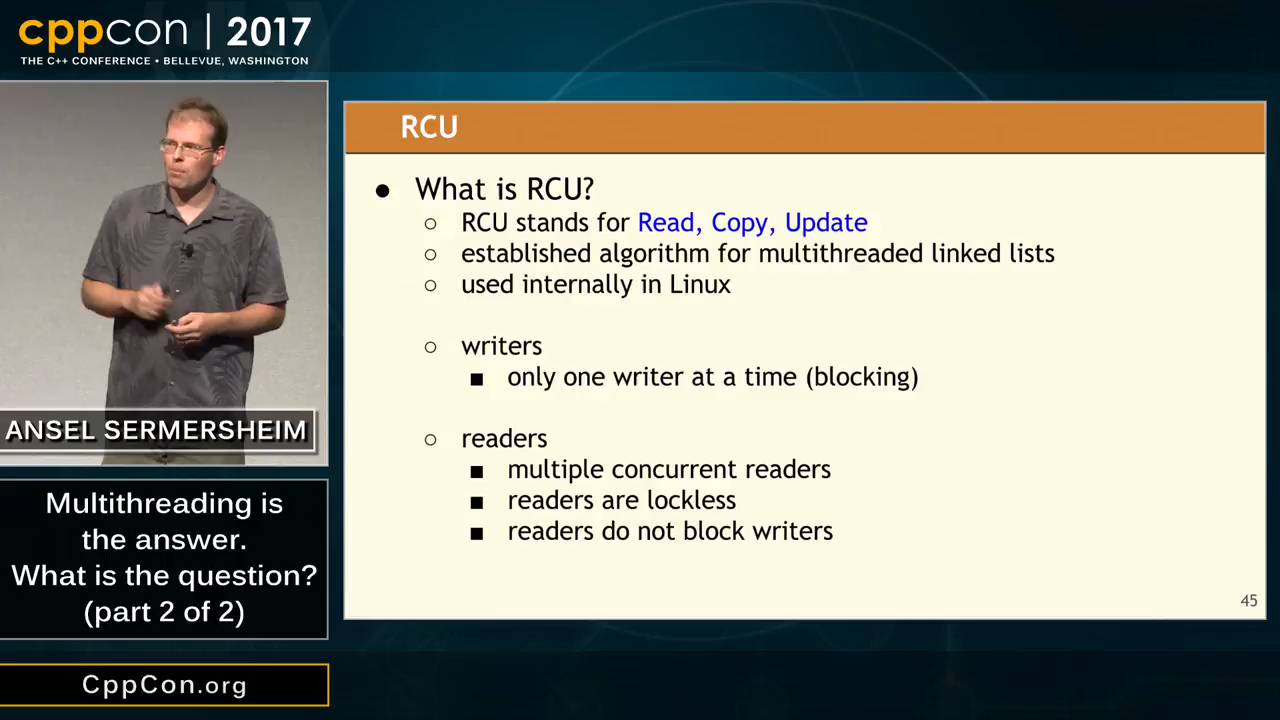 cppcon | 2017
THE C++ CONFERENCE • BELLEVUE, WASHINGTON
RCU
● What is RCU?
○ RCU stands for Read, Copy, Update
○ established algorithm for multithreaded linked lists
○ used internally in Linux
○ writers
■ only one writer at a time (blocking)
○ readers
■ multiple concurrent readers
■ readers are lockless
■ readers do not block writers
45
ANSEL SERMERSHEIM
Multithreading is
the answer.
What is the question?
(part 2 of 2)
CppCon.org